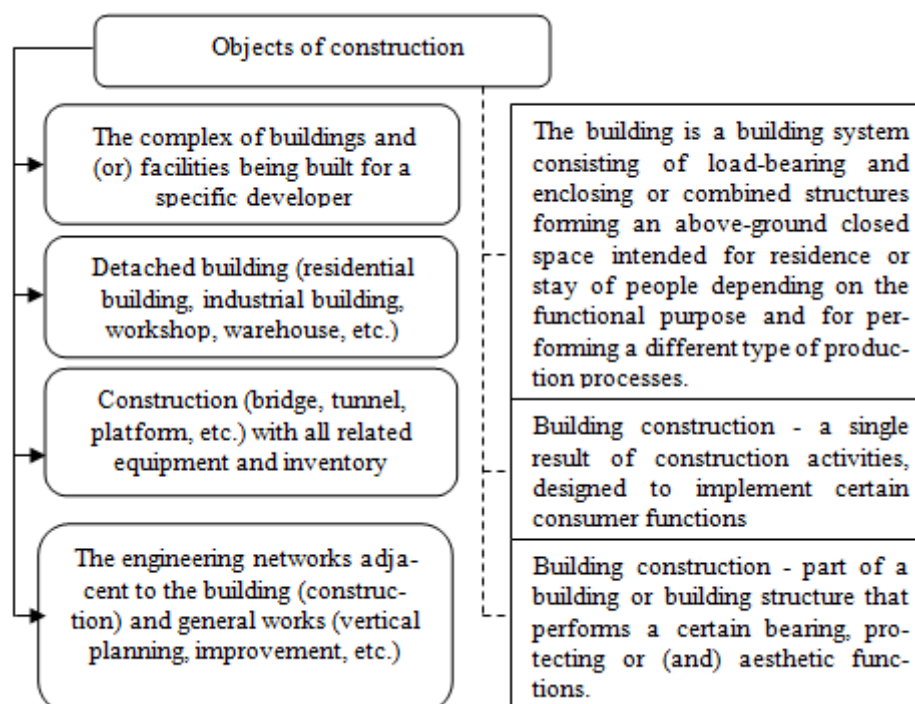 Objects of construction
The complex of buildings and
(or) facilities being built for a
specific developer
Detached building (residential
building, industrial building,
workshop, warehouse, etc.)
Construction (bridge, tunnel,
platform, etc.) with all related
equipment and inventory
The engineering networks adja-
cent to the building (construc-
tion) and general works (vertical
planning, improvement, etc.)
The building is a building system
consisting of load-bearing and
enclosing or combined structures
forming an above-ground closed
space intended for residence or
stay of people depending on the
functional purpose and for per-
forming a different type of produc-
tion processes.
Building construction - a single
result of construction activities,
designed to implement certain
consumer functions
Building construction - part of a
building or building structure that
performs a certain bearing, pro-
tecting or (and) aesthetic func-
tions.